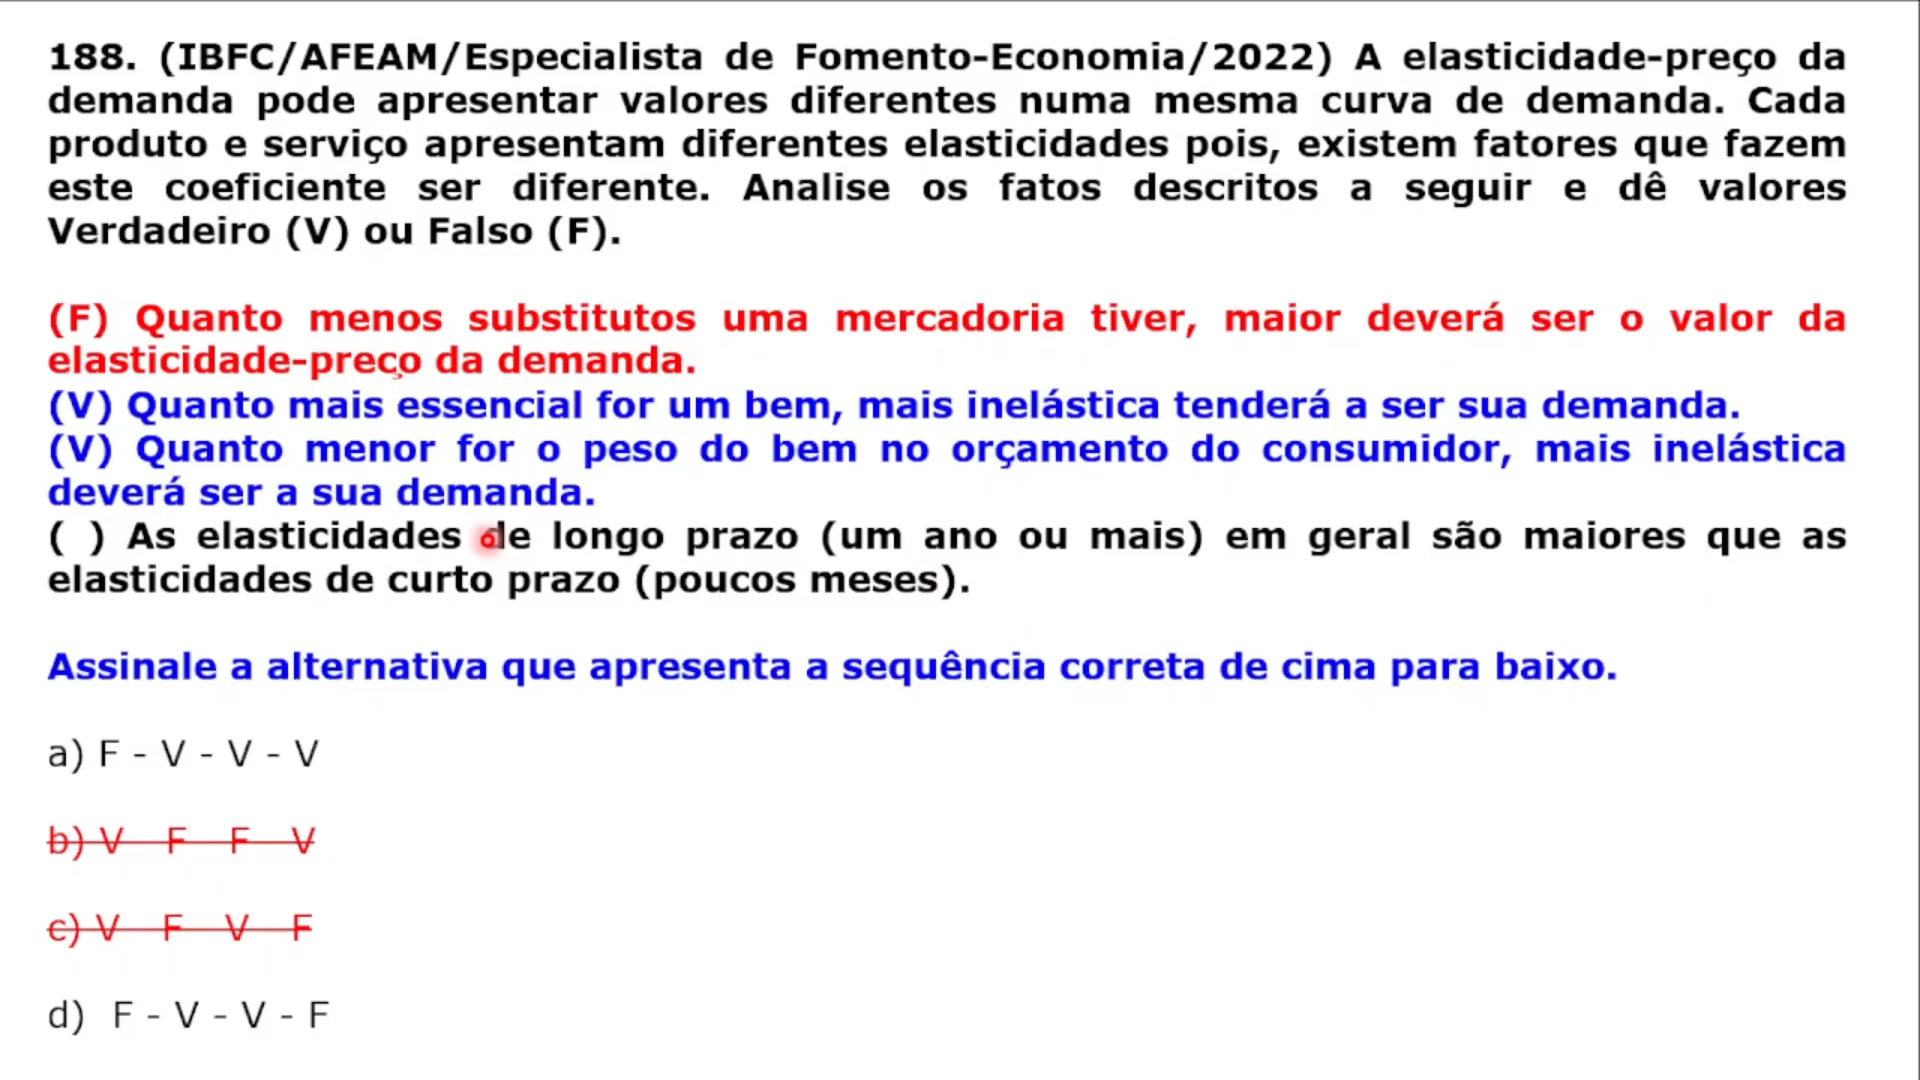 188. (IBFC/AFEAM/Especialista de Fomento-Economia/2022) A elasticidade-preço da
demanda pode apresentar valores diferentes numa mesma curva de demanda. Cada
produto e serviço apresentam diferentes elasticidades pois, existem fatores que fazem
este coeficiente ser diferente. Analise os fatos descritos a seguir e dê valores
Verdadeiro (V) ou Falso (F).
(F) Quanto menos substitutos uma mercadoria tiver, maior deverá ser o valor da
elasticidade-preço da demanda.
(V) Quanto mais essencial for um bem, mais inelástica tenderá a ser sua demanda.
(V) Quanto menor for o peso do bem no orçamento do consumidor, mais inelástica
deverá ser a sua demanda.
( ) As elasticidades de longo prazo (um ano ou mais) em geral são maiores que as
elasticidades de curto prazo (poucos meses).
Assinale a alternativa que apresenta a sequência correta de cima para baixo.
a) F - V - V - V
b) V - F - F - V
c) V - F - V - F
d) F - V - V - F